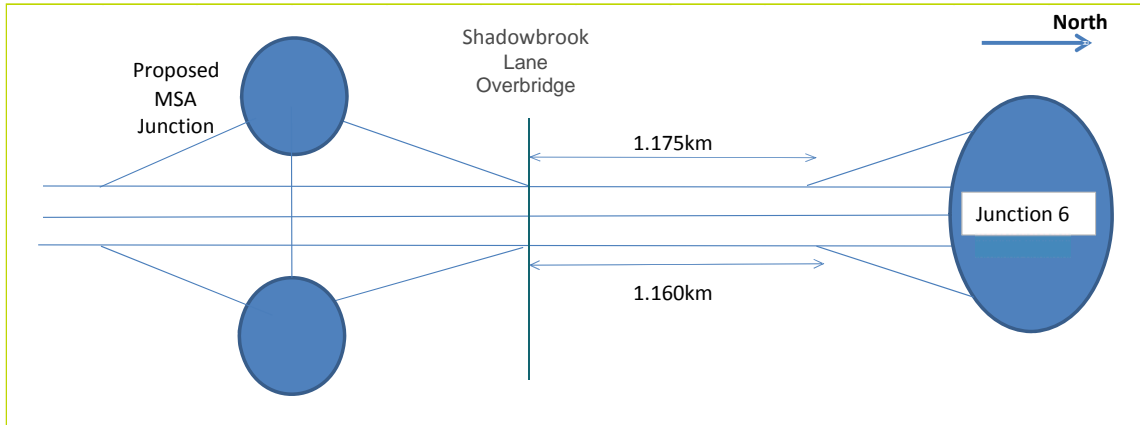 North
Shadowbrook
Lane
Overbridge
Proposed
MSA
Junction
1.175km
Junction 6
1.160km